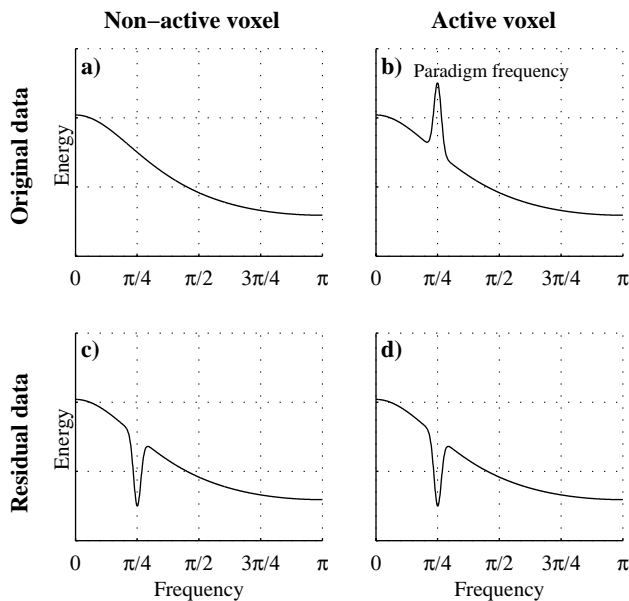 Non−active voxel
Active voxel
Original data
a)
Energy
0 π/4 π/2 3π/4 π
b)
Paradigm frequency
0 π/4 π/2 3π/4 π
Residual data
c)
Energy
0 π/4 π/2 3π/4 π
Frequency
d)
0 π/4 π/2 3π/4 π
Frequency